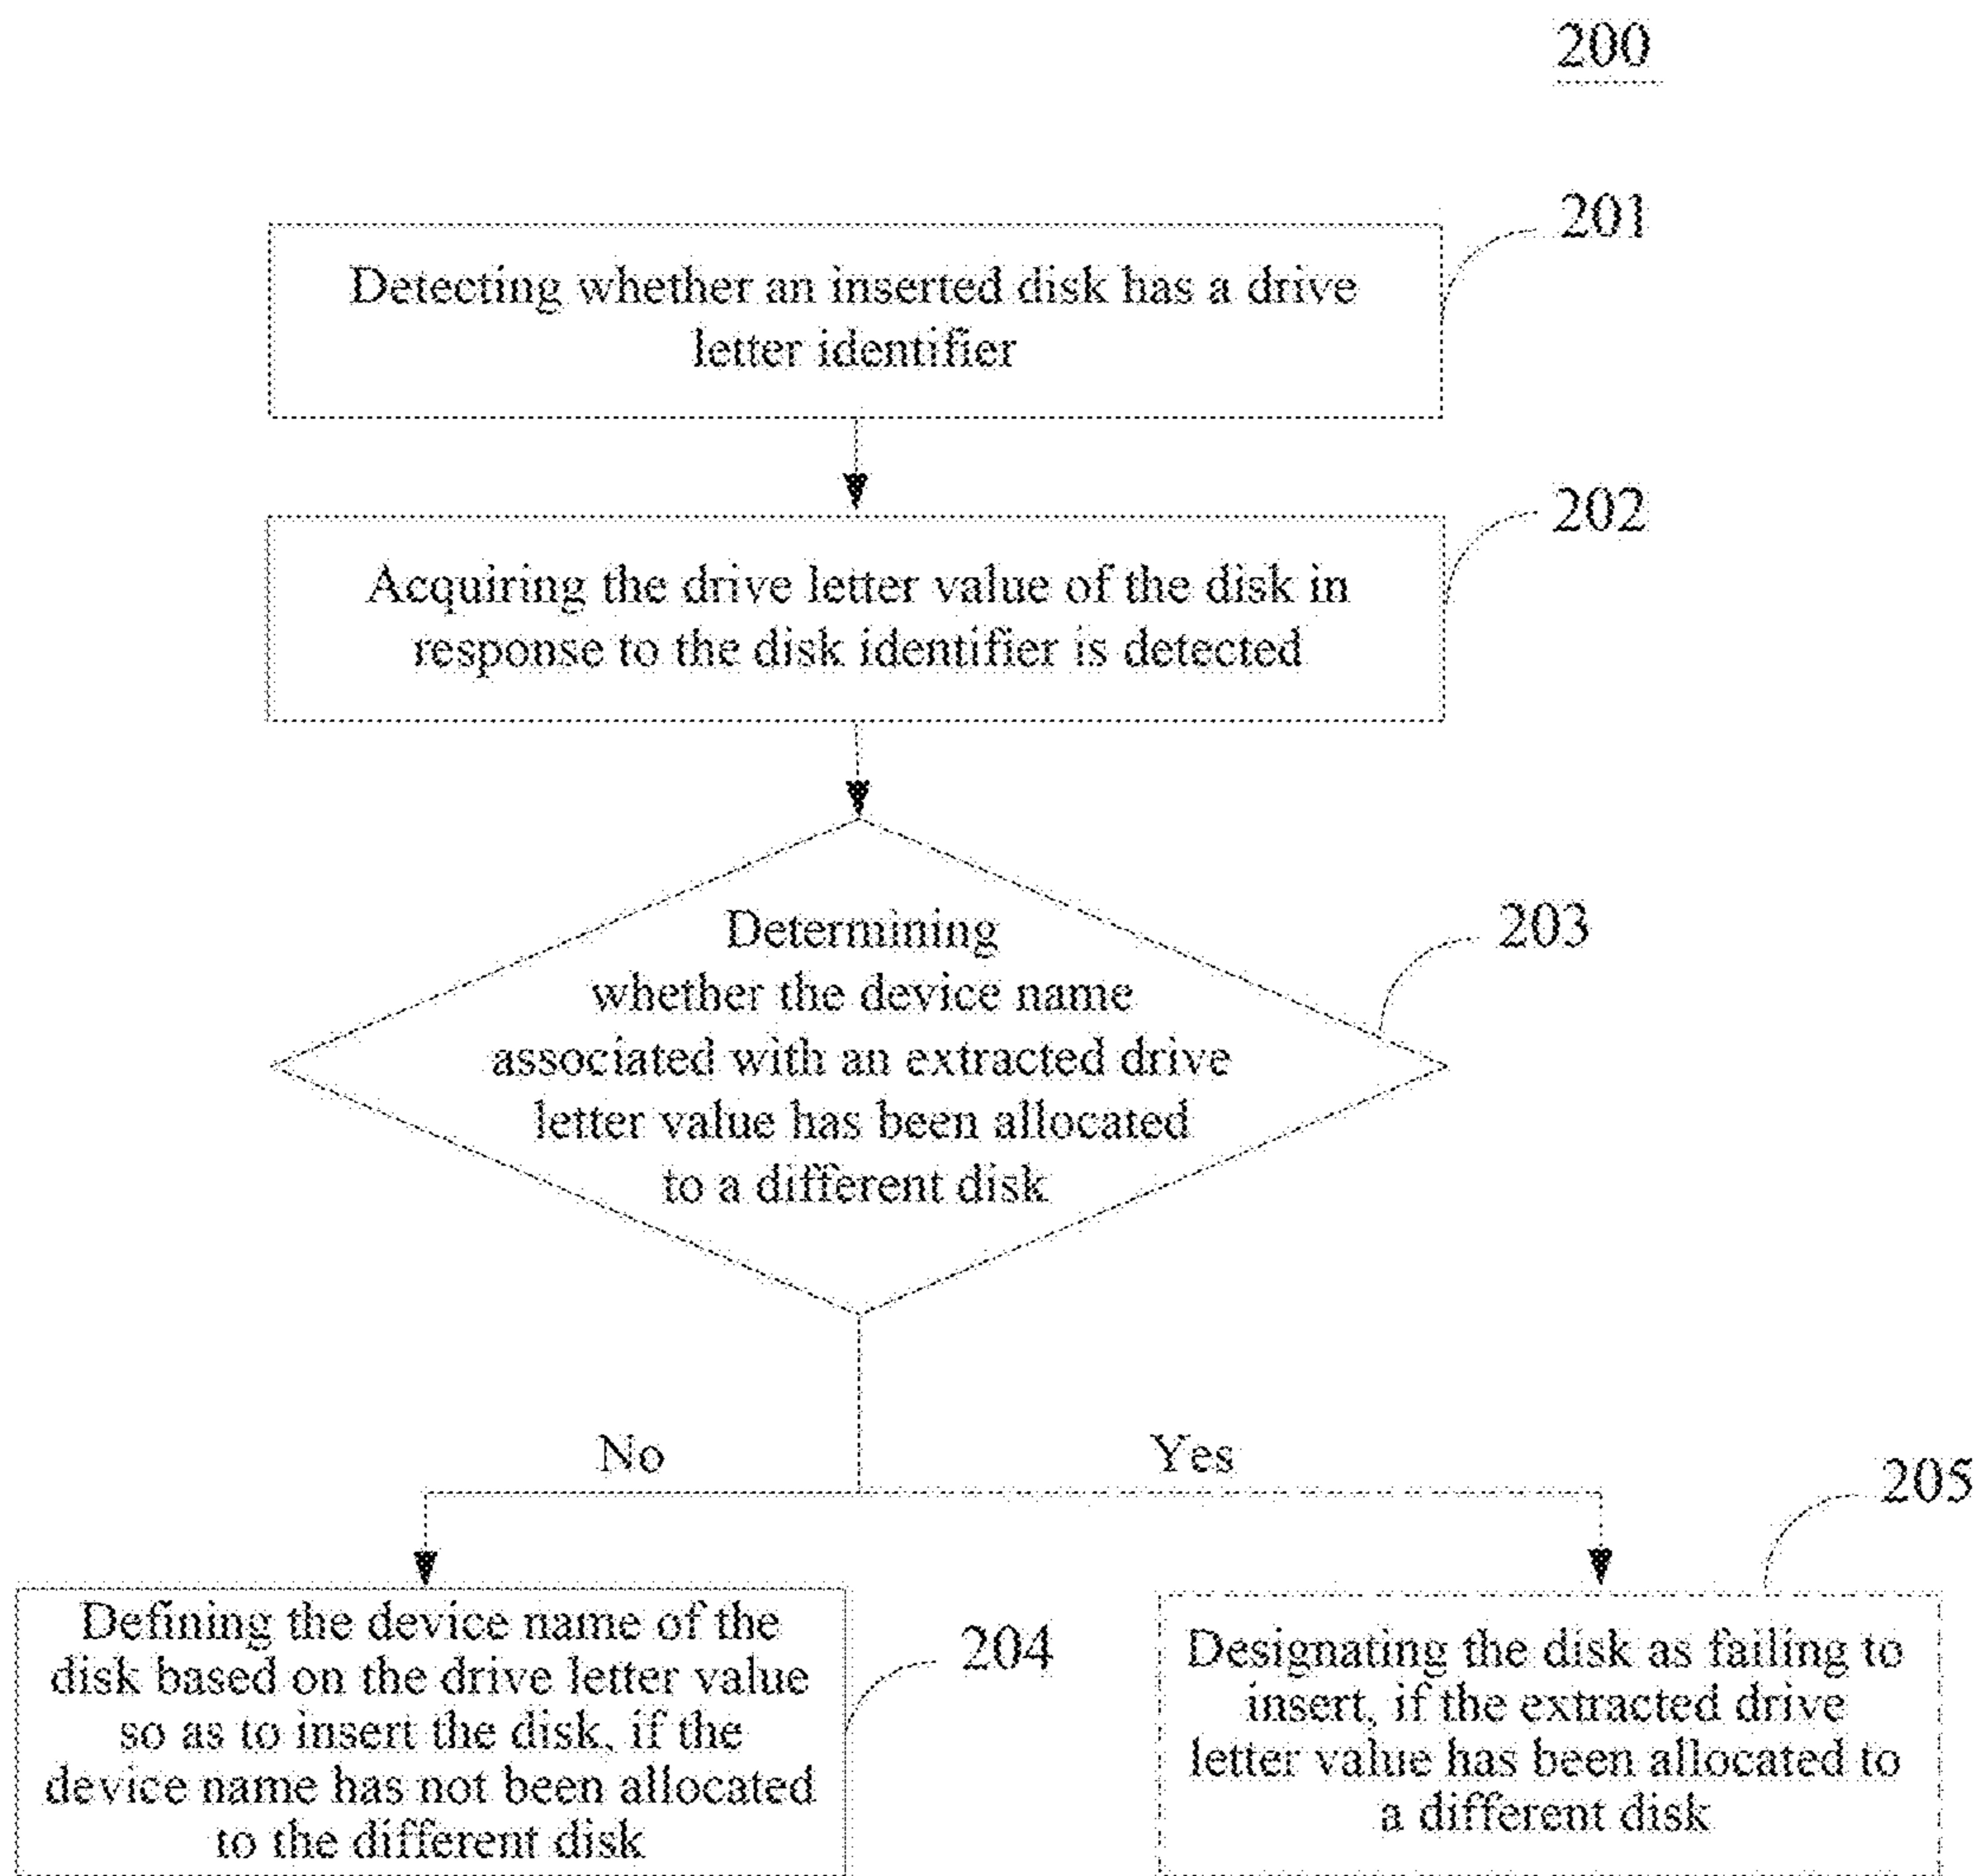 200
201
Detecting whether an inserted disk has a drive
letter identifier
202
Acquiring the drive letter value of the disk in
response to the disk identifier is detected
203
Determining
whether the device name
associated with an extracted drive
letter value has been allocated
to a different disk
No
Yes
205
204
Defining the device name of the
disk based on the drive letter value
so as to insert the disk, if the
device name has not been allocated
to the different disk
Designating the disk as failing to
insert, if the extracted drive
letter value has been allocated to
a different disk